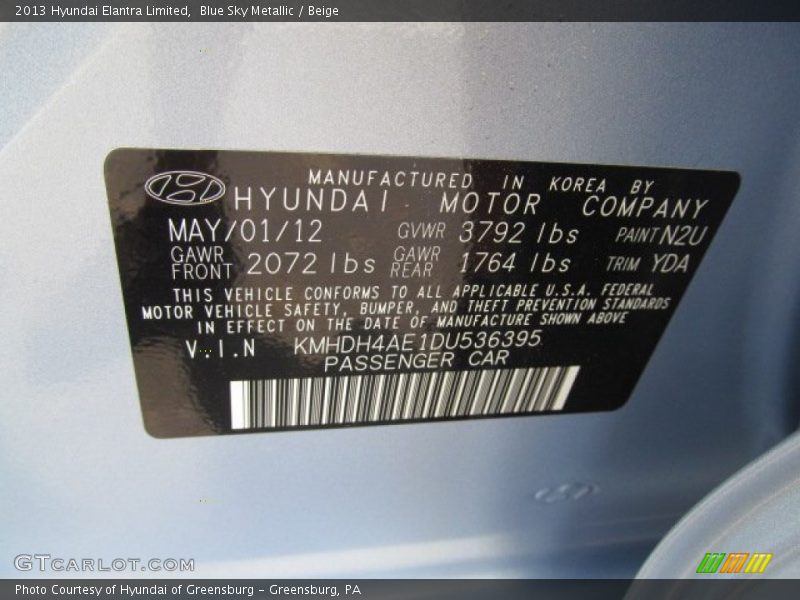 2013 Hyundai Elantra Limited, Blue Sky Metallic / Beige
MANUFACTURED IN KOREA BY
HYUNDAI MOTOR COMPANY
MAY/01/12 GVWR 3792 lbs PAINT N2U
GAWR FRONT 2072 lbs GAWR REAR 1764 lbs TRIM YDA
THIS VEHICLE CONFORMS TO ALL APPLICABLE U.S.A. FEDERAL
MOTOR VEHICLE SAFETY, BUMPER, AND THEFT PREVENTION STANDARDS
IN EFFECT ON THE DATE OF MANUFACTURE SHOWN ABOVE
V.I.N KMHDH4AE1DU536395
PASSENGER CAR
GTCARLOT.COM
Photo Courtesy of Hyundai of Greensburg - Greensburg, PA